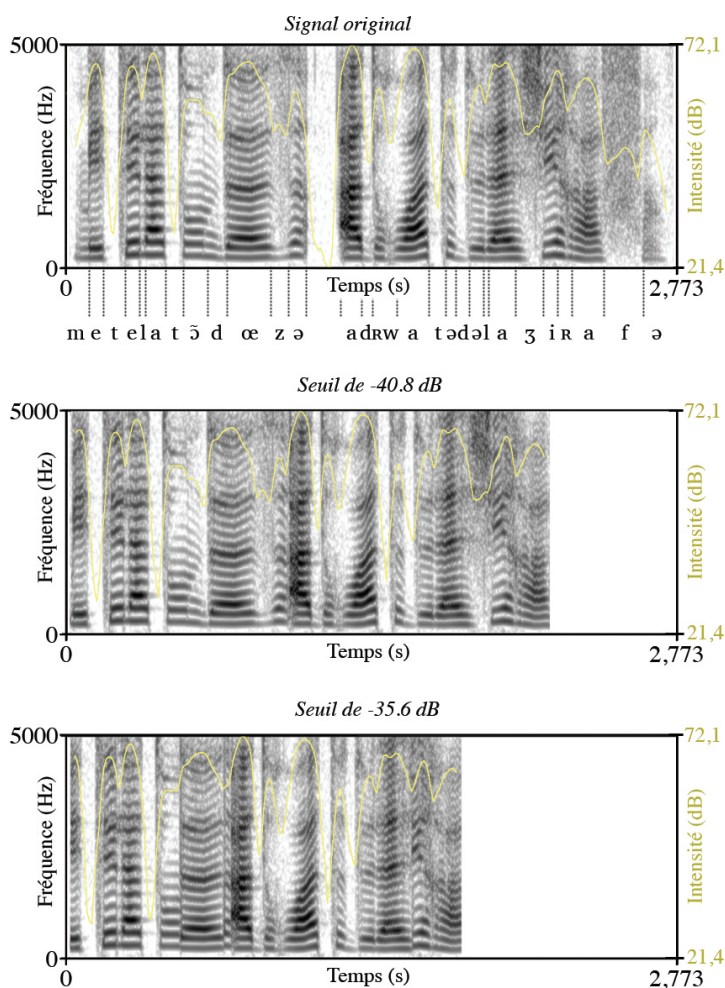 Signal original
5000
72,1
Fréquence (Hz)
Intensité (dB)
0
21,4
0
Temps (s)
2,773
m e t e l a t ɔ̃ d œ z ə a d ʀ w a t ə d ə l a ʒ i ʀ a f ə
Seuil de -40.8 dB
5000
72,1
Fréquence (Hz)
Intensité (dB)
0
21,4
0
Temps (s)
2,773
Seuil de -35.6 dB
5000
72,1
Fréquence (Hz)
Intensité (dB)
0
21,4
0
Temps (s)
2,773